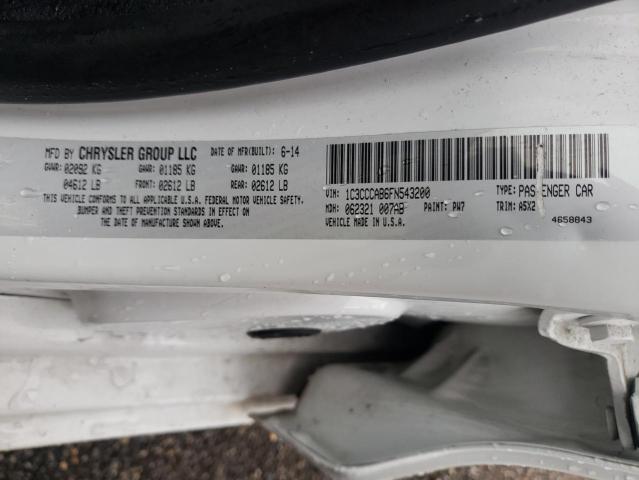 MFD BY CHRYSLER GROUP LLC DATE OF MFR(BUILT): 6-14
GVWR: 02092 KG GAWR: 01185 KG GAWR: 01185 KG
04612 LB FRONT: 02612 LB REAR: 02612 LB
THIS VEHICLE CONFORMS TO ALL APPLICABLE U.S.A. MOTOR VEHICLE SAFETY,
BUMPER AND THEFT PREVENTION STANDARDS IN EFFECT ON
THE DATE OF MANUFACTURE SHOWN ABOVE.
VIN: 1C3CCCAB6FN543200 TYPE: PAS ENGER CAR
MDH: 062321 007AB PAINT: PW7 TRIM: A5X2
VEHICLE MADE IN U.S.A. 4658843